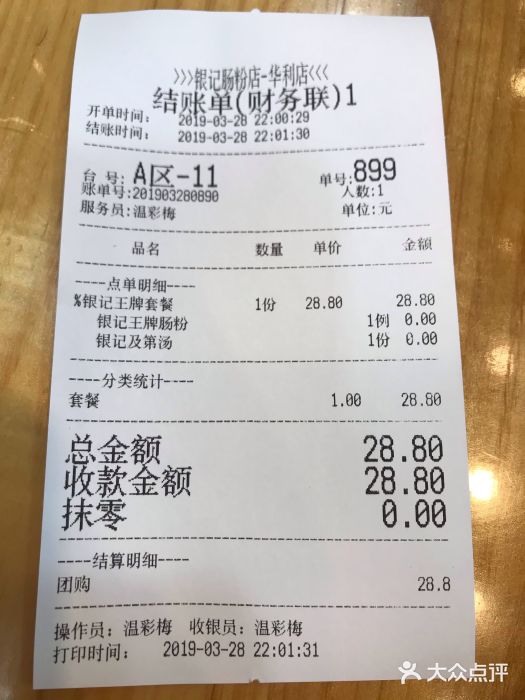 >>>银记肠粉店-华利店<<<
结账单(财务联)1
开单时间: 2019-03-28 22:00:29
结账时间: 2019-03-28 22:01:30
台 号: A区-11 单号:899
账单号:201903280890 人数:1
服务员:温彩梅 单位:元
品名 数量 单价 金额
----点单明细----
%银记王牌套餐 1份 28.80 28.80
银记王牌肠粉 1例 0.00
银记及第汤 1份 0.00
----分类统计----
套餐 1.00 28.80
总金额 28.80
收款金额 28.80
抹零 0.00
----结算明细----
团购 28.8
操作员: 温彩梅 收银员: 温彩梅
打印时间: 2019-03-28 22:01:31
大众点评